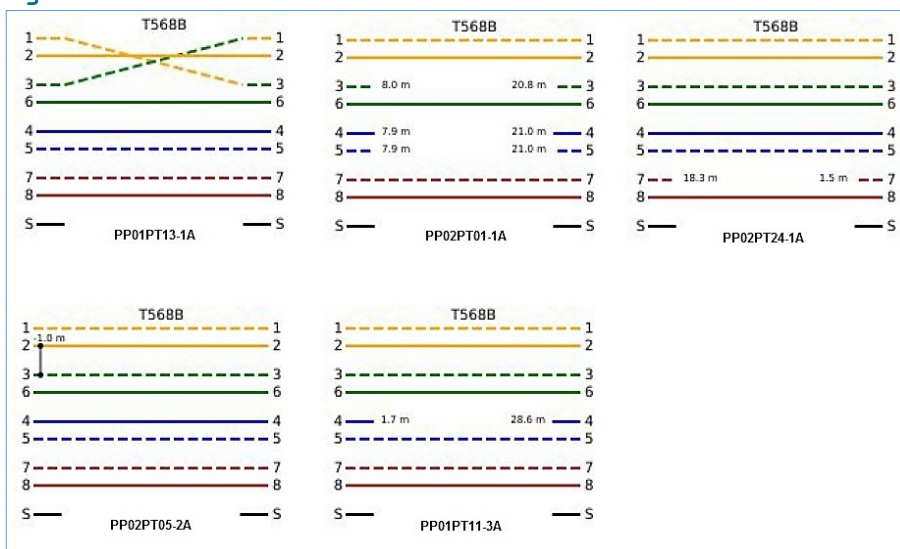 T568B
1 1
2 2
3 3
6 6
4 4
5 5
7 7
8 8
S S
PP01PT13-1A
T568B
1 1
2 2
3 8.0 m 20.8 m 3
6 6
4 7.9 m 21.0 m 4
5 7.9 m 21.0 m 5
7 7
8 8
S S
PP02PT01-1A
T568B
1 1
2 2
3 3
6 6
4 4
5 5
7 18.3 m 1.5 m 7
8 8
S S
PP02PT24-1A
T568B
1 1
-1.0 m
2 2
3 3
6 6
4 4
5 5
7 7
8 8
S S
PP02PT05-2A
T568B
1 1
2 2
3 3
6 6
4 1.7 m 28.6 m 4
5 5
7 7
8 8
S S
PP01PT11-3A